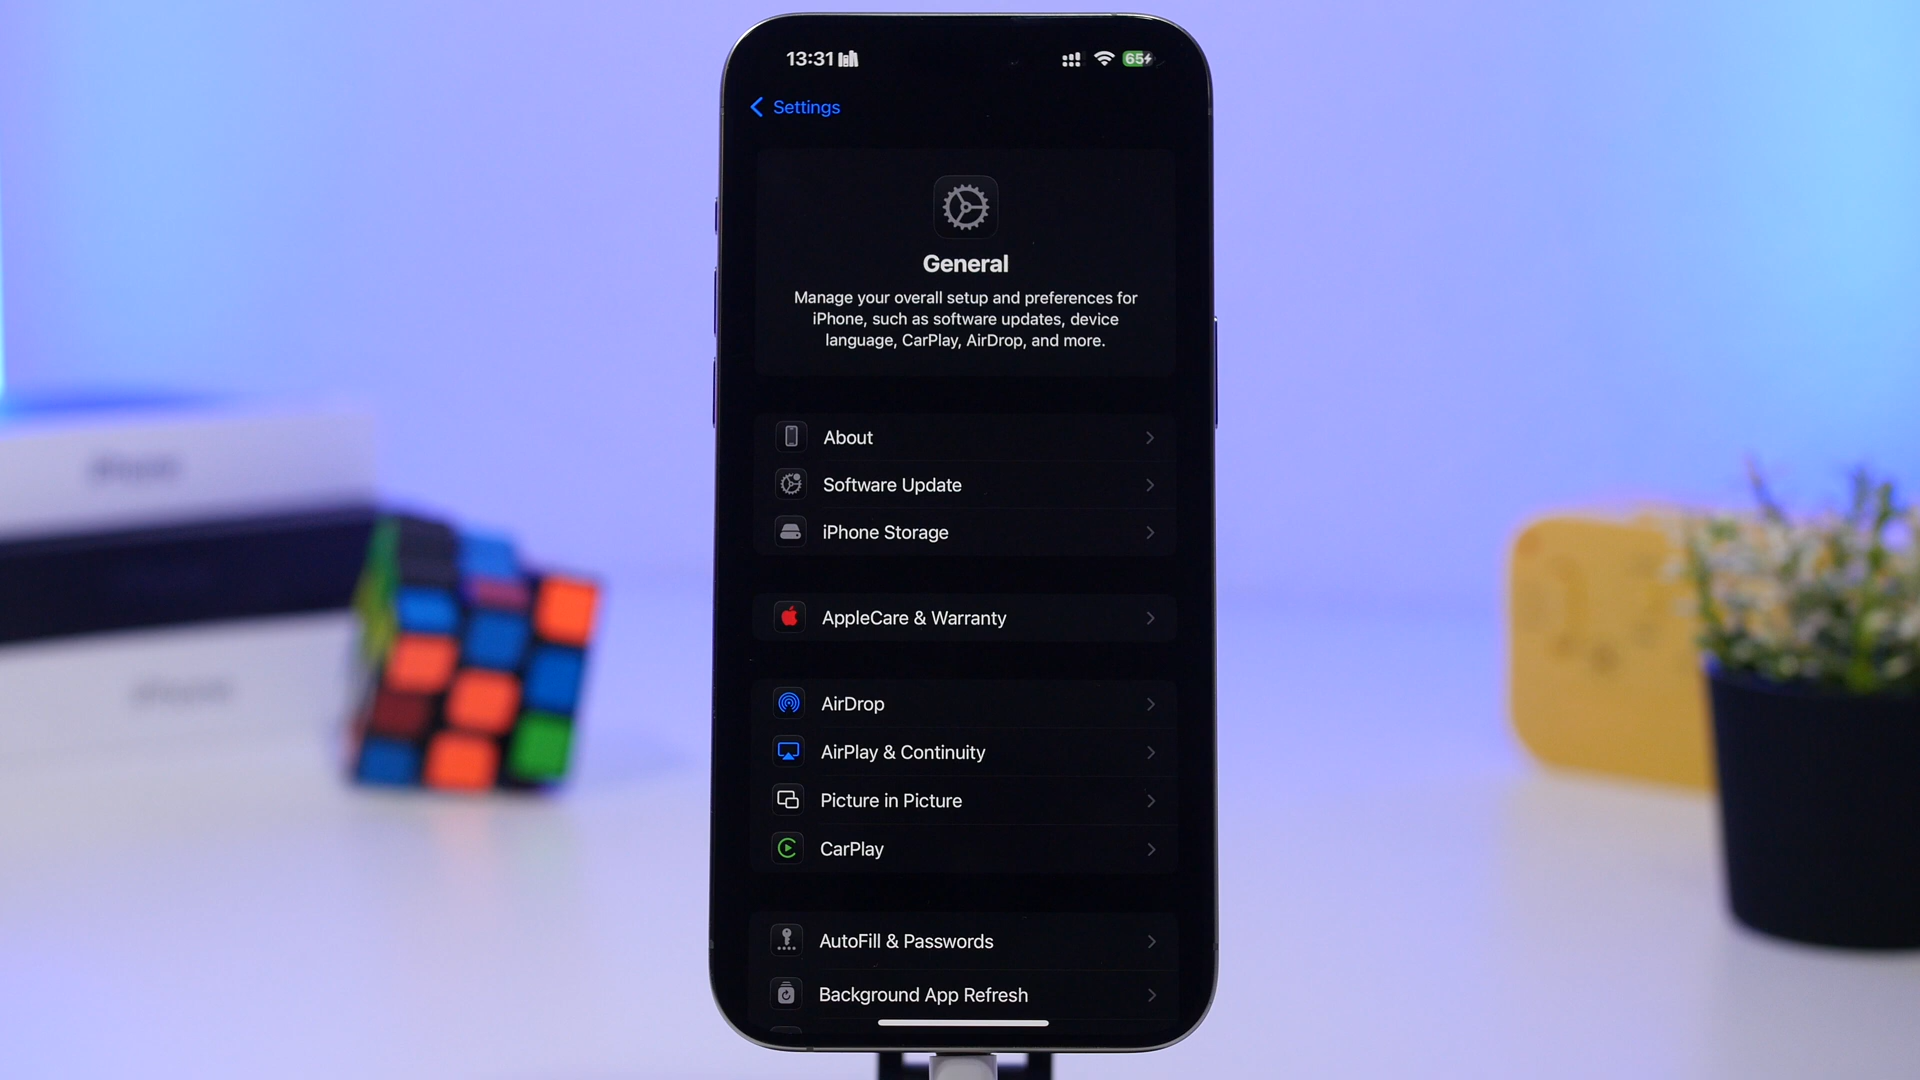 13:31
65
Settings
General
Manage your overall setup and preferences for
iPhone, such as software updates, device
language, CarPlay, AirDrop, and more.
About
Software Update
iPhone Storage
AppleCare & Warranty
AirDrop
AirPlay & Continuity
Picture in Picture
CarPlay
AutoFill & Passwords
Background App Refresh